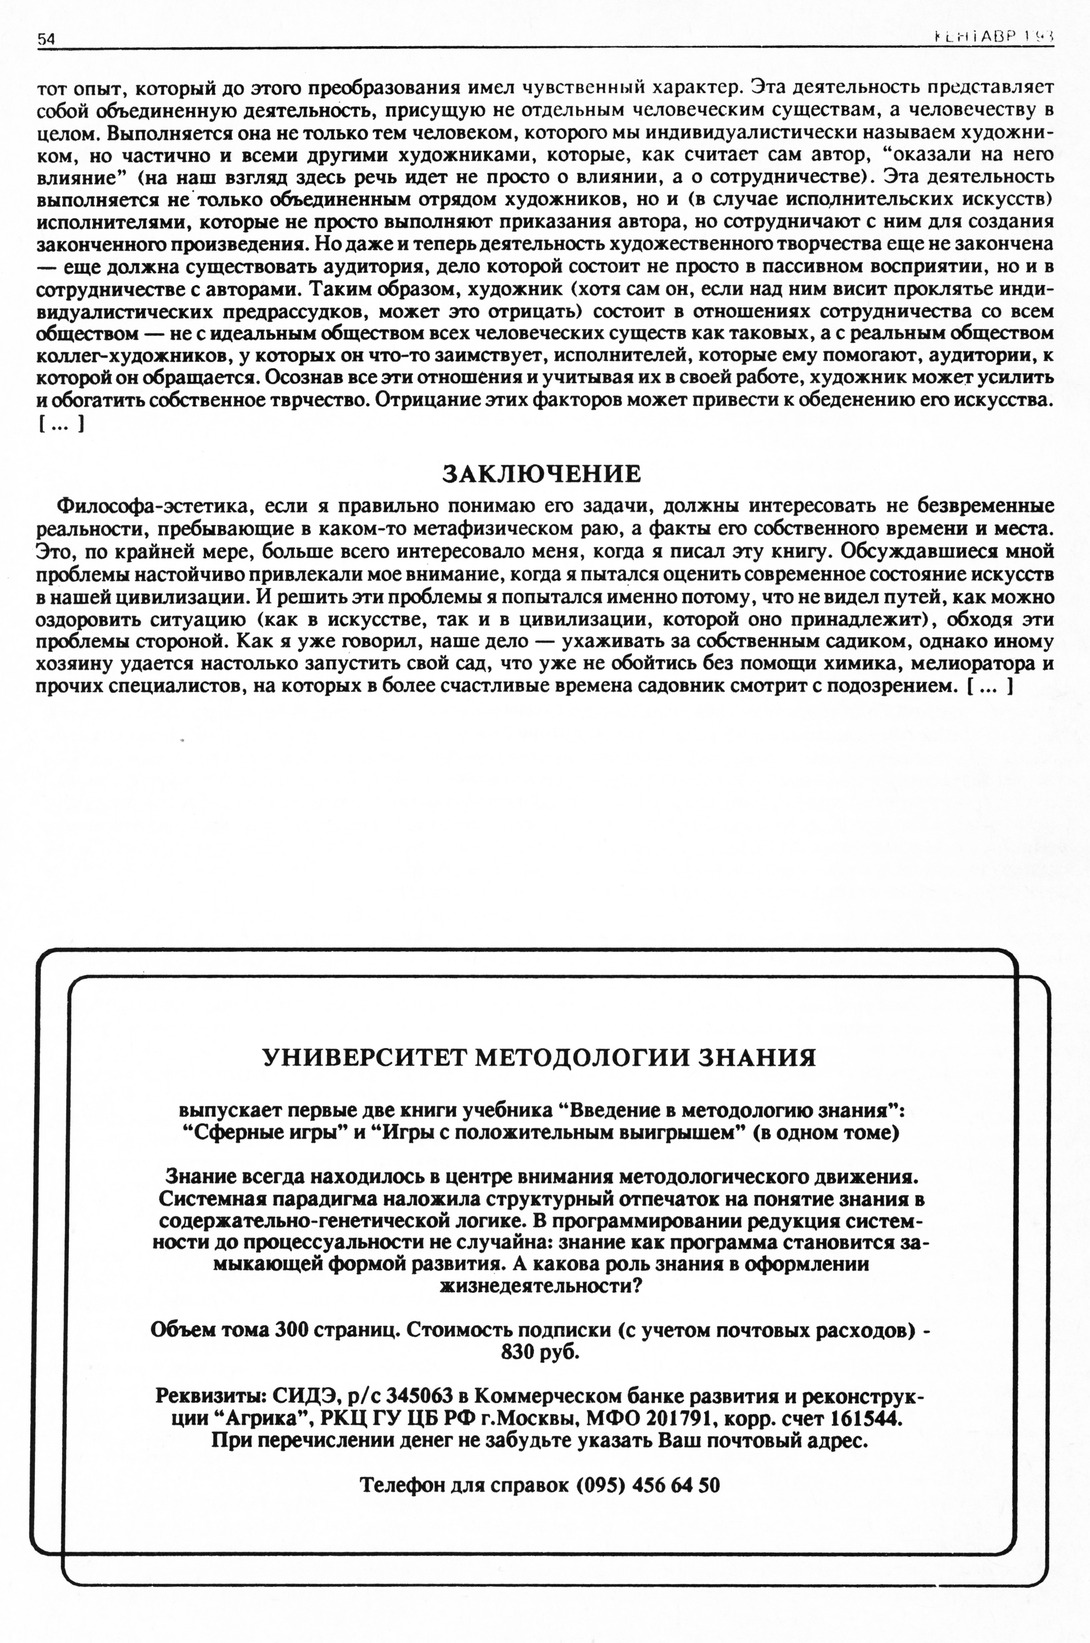 54
тот опыт, который до этого преобразования имел чувственный характер. Эта деятельность представляет
собой объединенную деятельность, присущую не отдельным человеческим существам, а человечеству в
целом. Выполняется она не только тем человеком, которого мы индивидуалистически называем художни-
ком, но частично и всеми другими художниками, которые, как считает сам автор, “оказали на него
влияние” (на наш взгляд здесь речь идет не просто о влиянии, а о сотрудничестве). Эта деятельность
выполняется не только объединенным отрядом художников, но и (в случае исполнительских искусств)
исполнителями, которые не просто выполняют приказания автора, но сотрудничают с ним для создания
законченного произведения. Но даже и теперь деятельность художественного творчества еще не закончена
— еще должна существовать аудитория, дело которой состоит не просто в пассивном восприятии, но и в
сотрудничестве с авторами. Таким образом, художник (хотя сам он, если над ним висит проклятье инди-
видуалистических предрассудков, может это отрицать) состоит в отношениях сотрудничества со всем
обществом — не с идеальным обществом всех человеческих существ как таковых, а с реальным обществом
коллег-художников, у которых он что-то заимствует, исполнителей, которые ему помогают, аудитории, к
которой он обращается. Осознав все эти отношения и учитывая их в своей работе, художник может усилить
и обогатить собственное тврчество. Отрицание этих факторов может привести к обеденению его искусства.
[ ... ]
ЗАКЛЮЧЕНИЕ
Философа-эстетика, если я правильно понимаю его задачи, должны интересовать не безвременные
реальности, пребывающие в каком-то метафизическом раю, а факты его собственного времени и места.
Это, по крайней мере, больше всего интересовало меня, когда я писал эту книгу. Обсуждавшиеся мной
проблемы настойчиво привлекали мое внимание, когда я пытался оценить современное состояние искусств
в нашей цивилизации. И решить эти проблемы я попытался именно потому, что не видел путей, как можно
оздоровить ситуацию (как в искусстве, так и в цивилизации, которой оно принадлежит), обходя эти
проблемы стороной. Как я уже говорил, наше дело — ухаживать за собственным садиком, однако иному
хозяину удается настолько запустить свой сад, что уже не обойтись без помощи химика, мелиоратора и
прочих специалистов, на которых в более счастливые времена садовник смотрит с подозрением. [ ... ]
УНИВЕРСИТЕТ МЕТОДОЛОГИИ ЗНАНИЯ
выпускает первые две книги учебника “Введение в методологию знания”:
“Сферные игры” и “Игры с положительным выигрышем” (в одном томе)
Знание всегда находилось в центре внимания методологического движения.
Системная парадигма наложила структурный отпечаток на понятие знания в
содержательно-генетической логике. В программировании редукция систем-
ности до процессуальности не случайна: знание как программа становится за-
мыкающей формой развития. А какова роль знания в оформлении
жизнедеятельности?
Объем тома 300 страниц. Стоимость подписки (с учетом почтовых расходов) -
830 руб.
Реквизиты: СИДЭ, р/с 345063 в Коммерческом банке развития и реконструк-
ции “Агрика”, РКЦ ГУ ЦБ РФ г.Москвы, МФО 201791, корр. счет 161544.
При перечислении денег не забудьте указать Ваш почтовый адрес.
Телефон для справок (095) 456 64 50